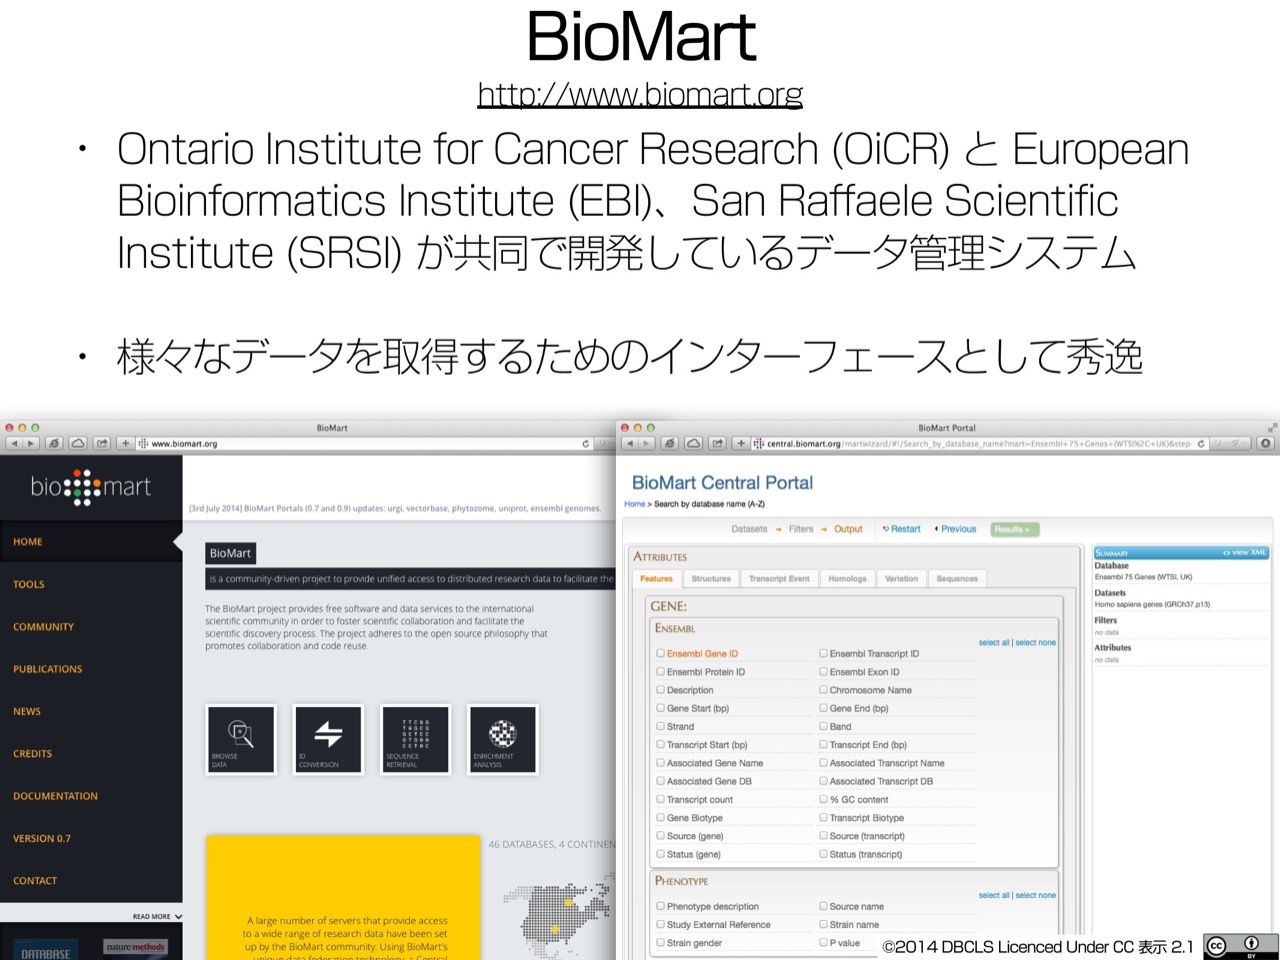 BioMart
http://www.biomart.org
・ Ontario Institute for Cancer Research (OiCR) と European
Bioinformatics Institute (EBI)、San Raffaele Scientific
Institute (SRSI) が共同で開発しているデータ管理システム
・ 様々なデータを取得するためのインターフェースとして秀逸
BioMart
www.biomart.org
bio mart
[3rd July 2014] BioMart Portals (0.7 and 0.9) updates: urgi, vectorbase, phytozome, uniprot, ensembl genomes.
HOME
TOOLS
COMMUNITY
PUBLICATIONS
NEWS
CREDITS
DOCUMENTATION
VERSION 0.7
CONTACT
READ MORE
DATABASE
nature methods
BioMart
is a community-driven project to provide unified access to distributed research data to facilitate the
The BioMart project provides free software and data services to the international
scientific community in order to foster scientific collaboration and facilitate the
scientific discovery process. The project adheres to the open source philosophy that
promotes collaboration and code reuse.
BROWSE
DATA
ID
CONVERSION
SEQUENCE
RETRIEVAL
ENRICHMENT
ANALYSIS
46 DATABASES, 4 CONTINEN
A large number of servers that provide access
to a wide range of research data have been set
up by the BioMart community. Using BioMart's
unique data federation technology, a Central
BioMart Portal
central.biomart.org/martwizard/#!/Search_by_database_name?mart=Ensembl+75+Genes+(WTSI%2C+UK)&step
リーダー
BioMart Central Portal
Home > Search by database name (A-Z)
Datasets → Filters → Output
Restart
Previous
Results »
ATTRIBUTES
Features
Structures
Transcript Event
Homologs
Variation
Sequences
GENE:
ENSEMBL
select all | select none
Ensembl Gene ID
Ensembl Transcript ID
Ensembl Protein ID
Ensembl Exon ID
Description
Chromosome Name
Gene Start (bp)
Gene End (bp)
Strand
Band
Transcript Start (bp)
Transcript End (bp)
Associated Gene Name
Associated Transcript Name
Associated Gene DB
Associated Transcript DB
Transcript count
% GC content
Gene Biotype
Transcript Biotype
Source (gene)
Source (transcript)
Status (gene)
Status (transcript)
PHENOTYPE
select all | select none
Phenotype description
Source name
Study External Reference
Strain name
Strain gender
P value
SUMMARY
‹› view XML
Database
Ensembl 75 Genes (WTSI, UK)
Datasets
Homo sapiens genes (GRCh37.p13)
Filters
no data
Attributes
no data
©2014 DBCLS Licenced Under CC 表示 2.1
CC
BY